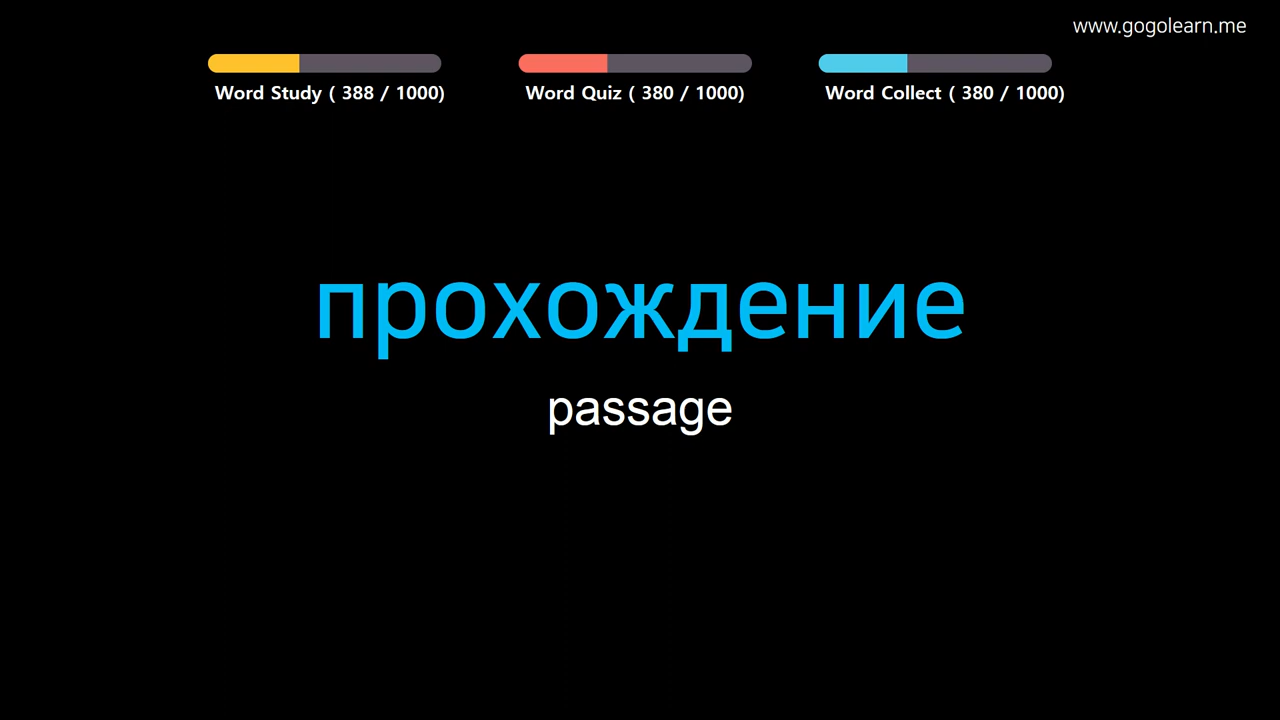 www.gogolearn.me
Word Study ( 388 / 1000)
Word Quiz ( 380 / 1000)
Word Collect ( 380 / 1000)
прохождение
passage